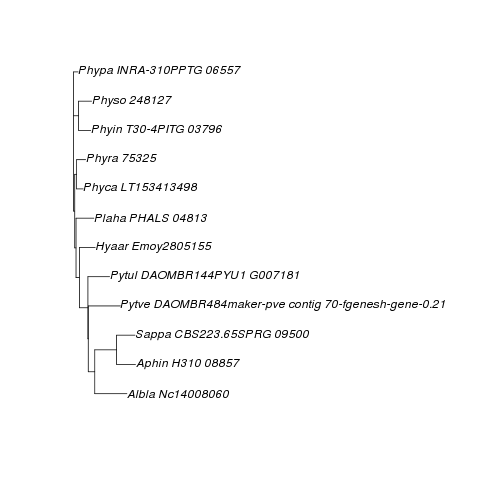 Phypa INRA-310PPTG 06557
Physo 248127
Phyin T30-4PITG 03796
Phyra 75325
Phyca LT153413498
Plaha PHALS 04813
Hyaar Emoy2805155
Pytul DAOMBR144PYU1 G007181
Pytve DAOMBR484maker-pve contig 70-fgenesh-gene-0.21
Sappa CBS223.65SPRG 09500
Aphin H310 08857
Albla Nc14008060